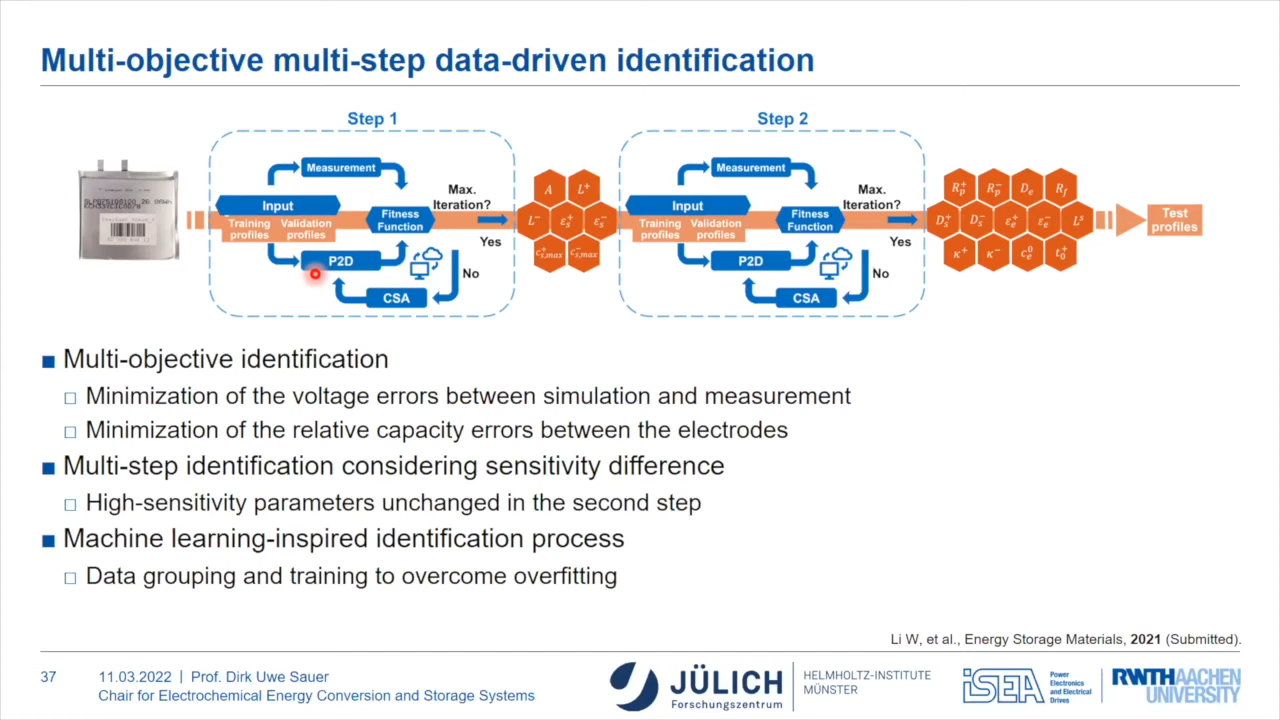 Multi-objective multi-step data-driven identification
Step 1
Measurement
Input
Training profiles
Validation profiles
P2D
Fitness Function
CSA
Max. Iteration?
Yes
No
A L⁺
L⁻ εₛ⁺ εₛ⁻
c⁺s,max c⁻s,max
Step 2
Measurement
Input
Training profiles
Validation profiles
P2D
Fitness Function
CSA
Max. Iteration?
Yes
No
Rₚ⁺ Rₚ⁻ Dₑ R_f
Dₛ⁺ Dₛ⁻ εₑ⁺ εₑ⁻ Lˢ
κ⁺ κ⁻ cₑ⁰ t₀⁺
Test profiles
■ Multi-objective identification
□ Minimization of the voltage errors between simulation and measurement
□ Minimization of the relative capacity errors between the electrodes
■ Multi-step identification considering sensitivity difference
□ High-sensitivity parameters unchanged in the second step
■ Machine learning-inspired identification process
□ Data grouping and training to overcome overfitting
Li W, et al., Energy Storage Materials, 2021 (Submitted).
37
11.03.2022 | Prof. Dirk Uwe Sauer
Chair for Electrochemical Energy Conversion and Storage Systems
JÜLICH
Forschungszentrum
HELMHOLTZ-INSTITUTE
MÜNSTER
iSEA
Power
Electronics
and Electrical
Drives
RWTHAACHEN
UNIVERSITY